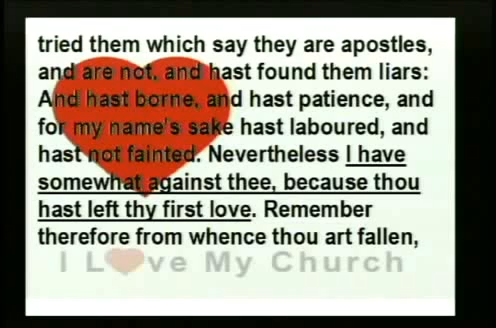 tried them which say they are apostles,
and are not, and hast found them liars:
And hast borne, and hast patience, and
for my name's sake hast laboured, and
hast not fainted. Nevertheless I have
somewhat against thee, because thou
hast left thy first love. Remember
therefore from whence thou art fallen,
I L❤ve My Church